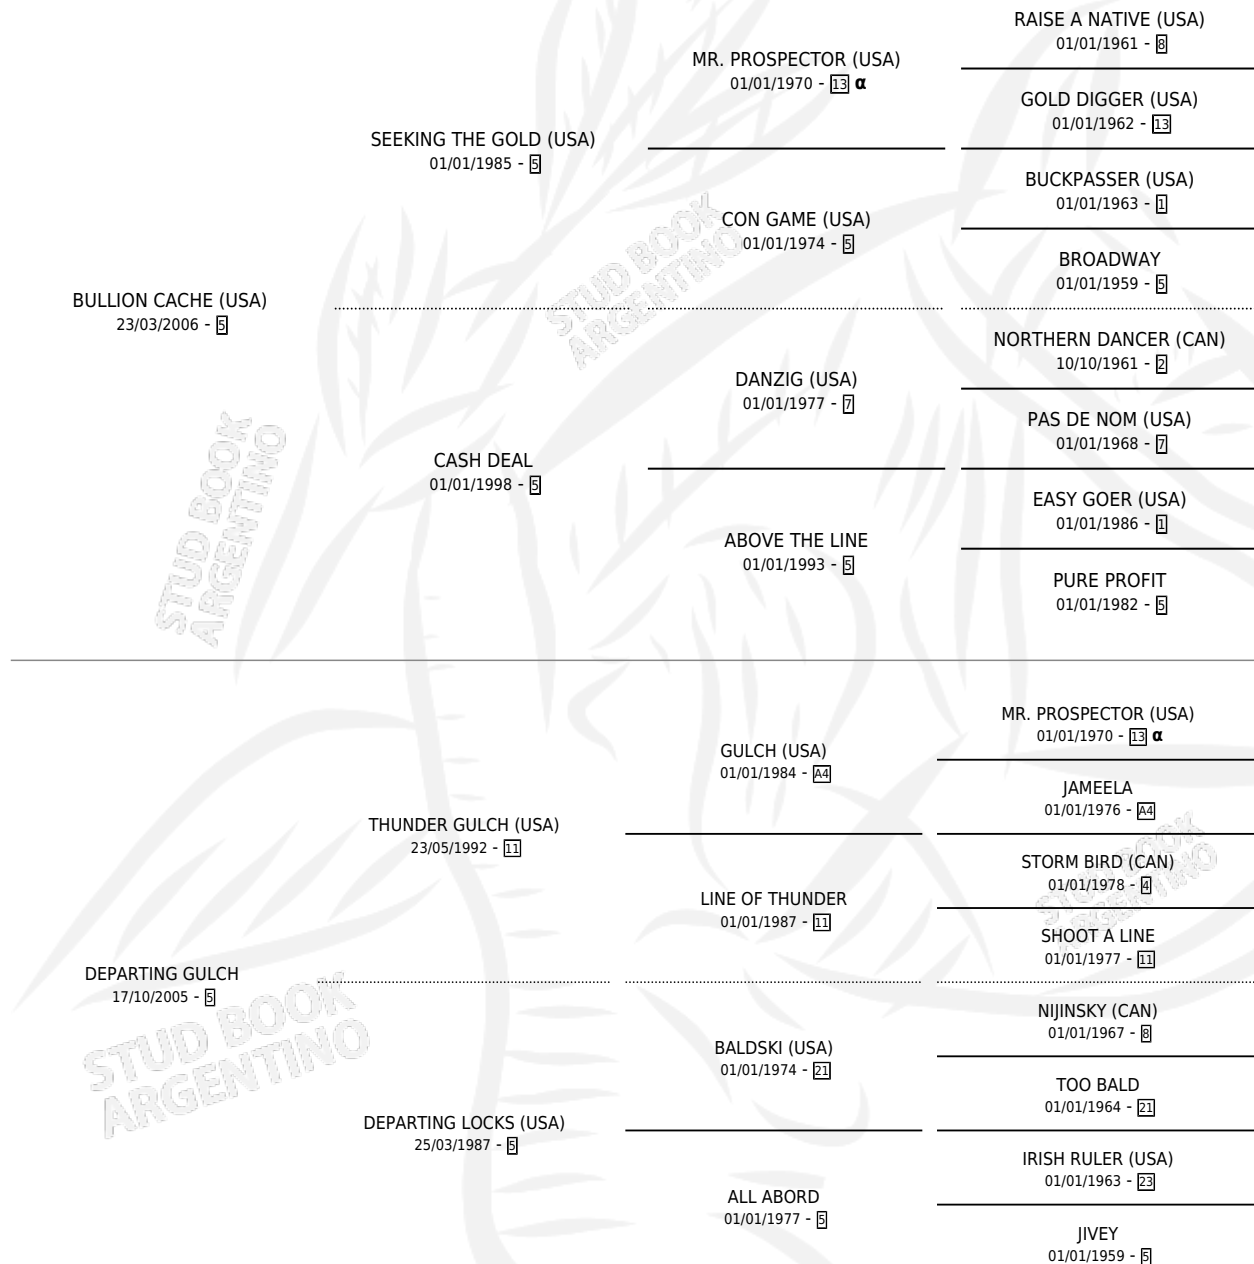 RAISE A NATIVE (USA)
01/01/1961 - 8
MR. PROSPECTOR (USA)
01/01/1970 - 13 α
GOLD DIGGER (USA)
01/01/1962 - 13
SEEKING THE GOLD (USA)
01/01/1985 - 5
BUCKPASSER (USA)
01/01/1963 - 1
CON GAME (USA)
01/01/1974 - 5
BROADWAY
01/01/1959 - 5
BULLION CACHE (USA)
23/03/2006 - 5
NORTHERN DANCER (CAN)
10/10/1961 - 2
DANZIG (USA)
01/01/1977 - 7
PAS DE NOM (USA)
01/01/1968 - 7
CASH DEAL
01/01/1998 - 5
EASY GOER (USA)
01/01/1986 - 1
ABOVE THE LINE
01/01/1993 - 5
PURE PROFIT
01/01/1982 - 5
MR. PROSPECTOR (USA)
01/01/1970 - 13 α
GULCH (USA)
01/01/1984 - A4
JAMEELA
01/01/1976 - A4
THUNDER GULCH (USA)
23/05/1992 - 11
STORM BIRD (CAN)
01/01/1978 - 4
LINE OF THUNDER
01/01/1987 - 11
SHOOT A LINE
01/01/1977 - 11
DEPARTING GULCH
17/10/2005 - 5
NIJINSKY (CAN)
01/01/1967 - 8
BALDSKI (USA)
01/01/1974 - 21
TOO BALD
01/01/1964 - 21
DEPARTING LOCKS (USA)
25/03/1987 - 5
IRISH RULER (USA)
01/01/1963 - 23
ALL ABORD
01/01/1977 - 5
JIVEY
01/01/1959 - 5
STUD BOOK
ARGENTINO
STUD BOOK
ARGENTINO
STUD BOOK
ARGENTINO
STUD BOOK
ARGENTINO